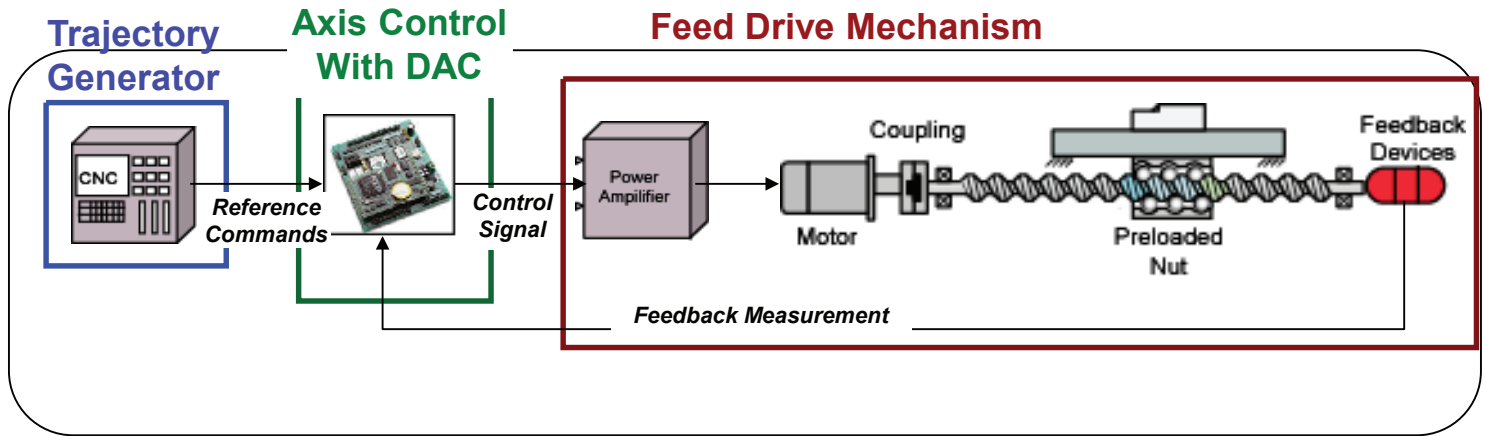 Trajectory
Generator
Axis Control
With DAC
Feed Drive Mechanism
CNC
Reference
Commands
Control
Signal
Power
Ampilifier
Motor
Coupling
Preloaded
Nut
Feedback
Devices
Feedback Measurement